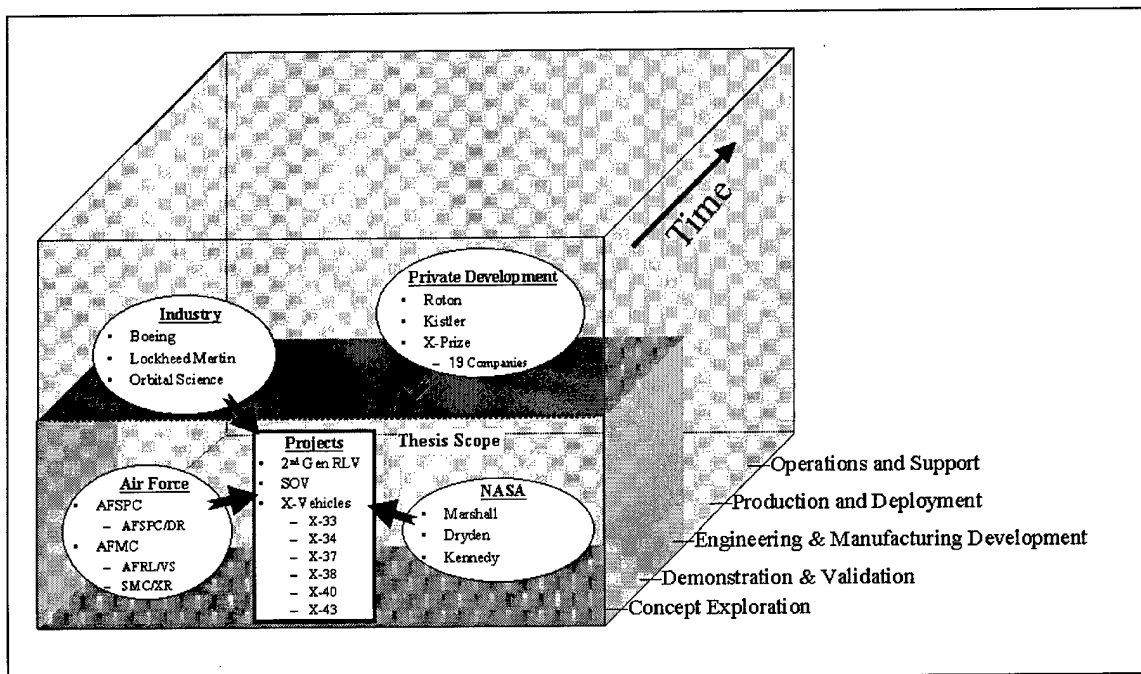 Time
Private Development
▪ Roton
▪ Kistler
▪ X-Prize
– 19 Companies
Industry
▪ Boeing
▪ Lockheed Martin
▪ Orbital Science
Thesis Scope
Projects
▪ 2nd Gen RLV
▪ SOV
▪ X-Vehicles
– X-33
– X-34
– X-37
– X-38
– X-40
– X-43
Air Force
▪ AFSPC
– AFSPC/DR
▪ AFMC
– AFRL/VS
– SMC/XR
NASA
▪ Marshall
▪ Dryden
▪ Kennedy
Operations and Support
Production and Deployment
Engineering & Manufacturing Development
Demonstration & Validation
Concept Exploration